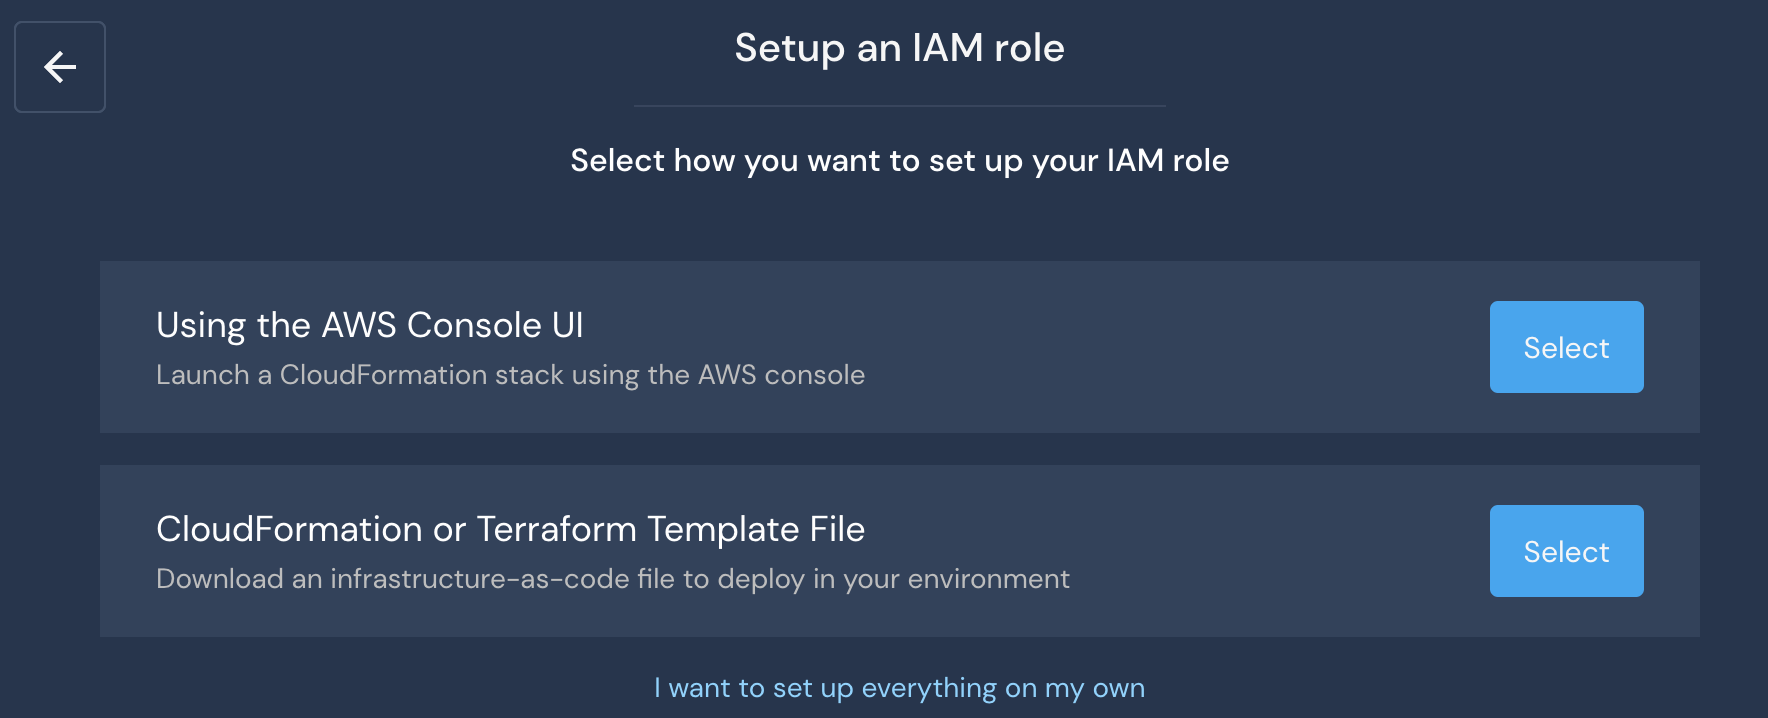 Setup an IAM role
Select how you want to set up your IAM role
Using the AWS Console UI
Launch a CloudFormation stack using the AWS console
Select
CloudFormation or Terraform Template File
Download an infrastructure-as-code file to deploy in your environment
Select
I want to set up everything on my own